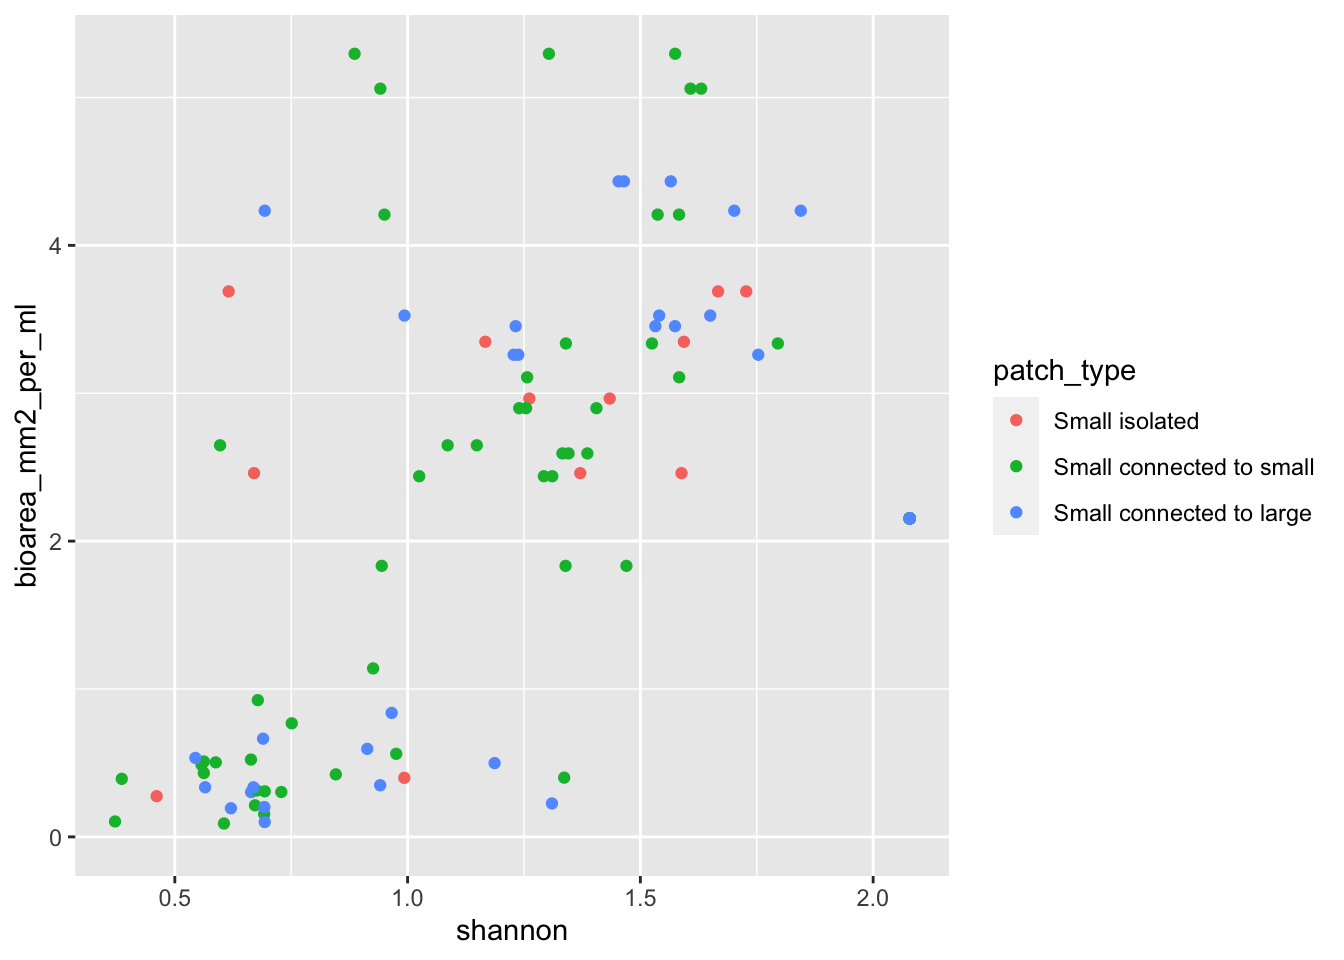 bioarea_mm2_per_ml
4
2
0
0.5
1.0
1.5
2.0
shannon
patch_type
Small isolated
Small connected to small
Small connected to large